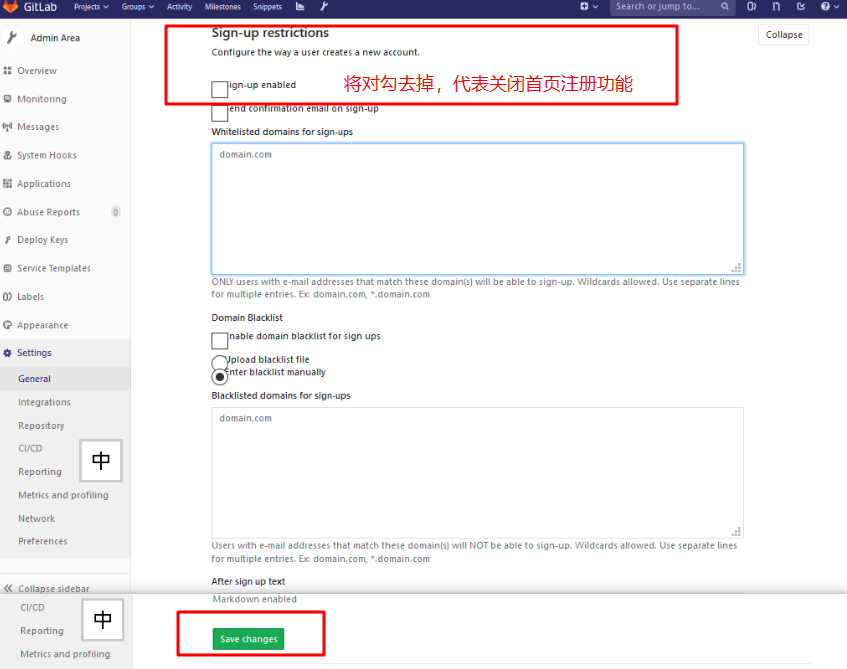 GitLab Projects Groups Activity Milestones Snippets Search or jump to...
Admin Area
Overview
Monitoring
Messages
System Hooks
Applications
Abuse Reports 0
Deploy Keys
Service Templates
Labels
Appearance
Settings
General
Integrations
Repository
CI/CD
Reporting
Metrics and profiling
Network
Preferences
Collapse sidebar
中
Sign-up restrictions
Collapse
Configure the way a user creates a new account.
ign-up enabled
将对勾去掉，代表关闭首页注册功能
end confirmation email on sign-up
Whitelisted domains for sign-ups
domain.com
ONLY users with e-mail addresses that match these domain(s) will be able to sign-up. Wildcards allowed. Use separate lines
for multiple entries. Ex: domain.com, *.domain.com
Domain Blacklist
nable domain blacklist for sign ups
Upload blacklist file
Enter blacklist manually
Blacklisted domains for sign-ups
domain.com
Users with e-mail addresses that match these domain(s) will NOT be able to sign-up. Wildcards allowed. Use separate lines
for multiple entries. Ex: domain.com, *.domain.com
After sign up text
Markdown enabled
CI/CD
Reporting
Metrics and profiling
中
Save changes